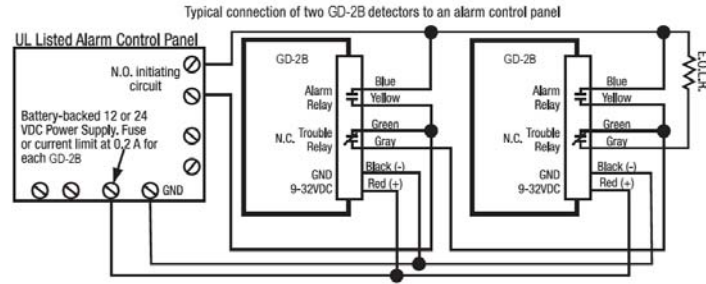 Typical connection of two GD-2B detectors to an alarm control panel
UL Listed Alarm Control Panel
N.O. initiating
circuit
Battery-backed 12 or 24
VDC Power Supply. Fuse
or current limit at 0.2 A for
each GD-2B
GND
GD-2B
Alarm
Relay
N.C. Trouble
Relay
GND
9-32VDC
Blue
Yellow
Green
Gray
Black (-)
Red (+)
GD-2B
Alarm
Relay
N.C. Trouble
Relay
GND
9-32VDC
Blue
Yellow
Green
Gray
Black (-)
Red (+)
E.O.L.R.